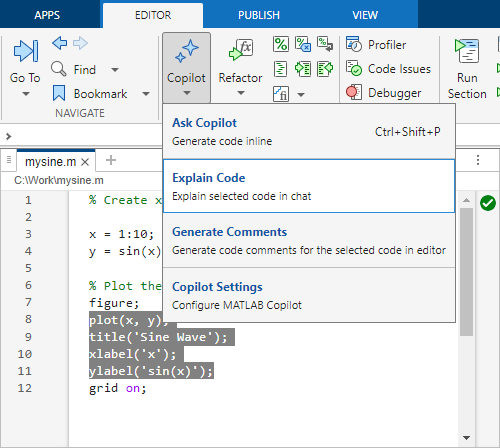 APPS EDITOR PUBLISH VIEW
Go To
Find
Bookmark
NAVIGATE
Copilot
Refactor
Profiler
Code Issues
Debugger
Run
Section
Ask Copilot Ctrl+Shift+P
Generate code inline
Explain Code
Explain selected code in chat
Generate Comments
Generate code comments for the selected code in editor
Copilot Settings
Configure MATLAB Copilot
mysine.m
C:\Work\mysine.m
1 % Create x
2
3 x = 1:10;
4 y = sin(x)
5
6 % Plot the
7 figure;
8 plot(x, y);
9 title('Sine Wave');
10 xlabel('x');
11 ylabel('sin(x)');
12 grid on;